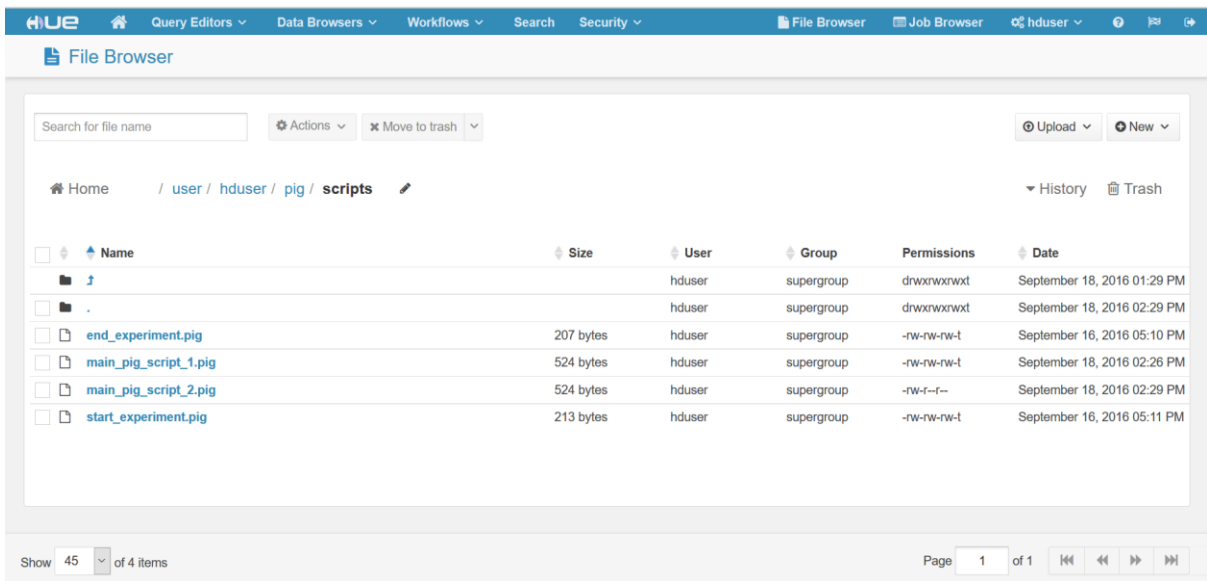 HUE Query Editors Data Browsers Workflows Search Security File Browser Job Browser hduser
File Browser
Search for file name Actions Move to trash Upload New
Home / user / hduser / pig / scripts History Trash
Name Size User Group Permissions Date
hduser supergroup drwxrwxrwxt September 18, 2016 01:29 PM
. hduser supergroup drwxrwxrwxt September 18, 2016 02:29 PM
end_experiment.pig 207 bytes hduser supergroup -rw-rw-rw-t September 16, 2016 05:10 PM
main_pig_script_1.pig 524 bytes hduser supergroup -rw-rw-rw-t September 18, 2016 02:26 PM
main_pig_script_2.pig 524 bytes hduser supergroup -rw-r--r-- September 18, 2016 02:29 PM
start_experiment.pig 213 bytes hduser supergroup -rw-rw-rw-t September 16, 2016 05:11 PM
Show 45 of 4 items Page 1 of 1